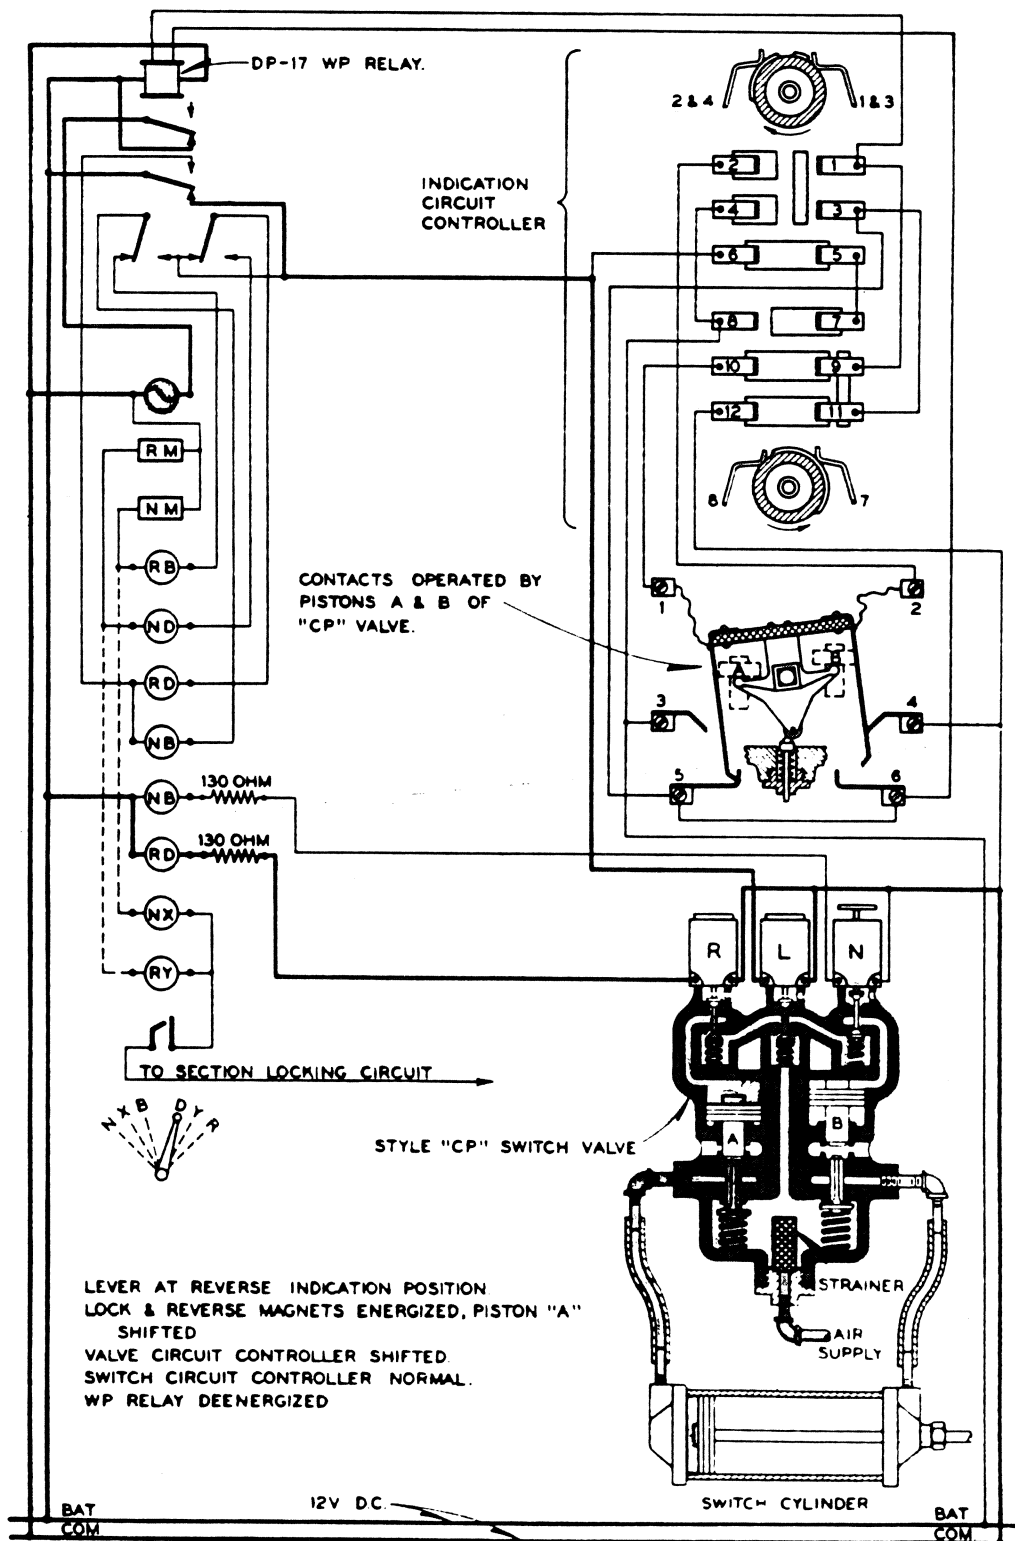 DP-17 WP RELAY.
2 & 4
1 & 3
INDICATION
CIRCUIT
CONTROLLER
2
1
4
3
6
5
8
7
10
9
12
11
8
7
RM
NM
RB
ND
RD
NB
NB
130 OHM
RD
130 OHM
NX
RY
CONTACTS OPERATED BY
PISTONS A & B OF
"CP" VALVE.
1
2
A
B
3
4
5
6
R
L
N
TO SECTION LOCKING CIRCUIT
N X B D Y R
STYLE "CP" SWITCH VALVE
A
B
STRAINER
AIR
SUPPLY
LEVER AT REVERSE INDICATION POSITION
LOCK & REVERSE MAGNETS ENERGIZED, PISTON "A"
SHIFTED
VALVE CIRCUIT CONTROLLER SHIFTED.
SWITCH CIRCUIT CONTROLLER NORMAL.
WP RELAY DEENERGIZED
SWITCH CYLINDER
12V D.C.
BAT
COM
BAT
COM